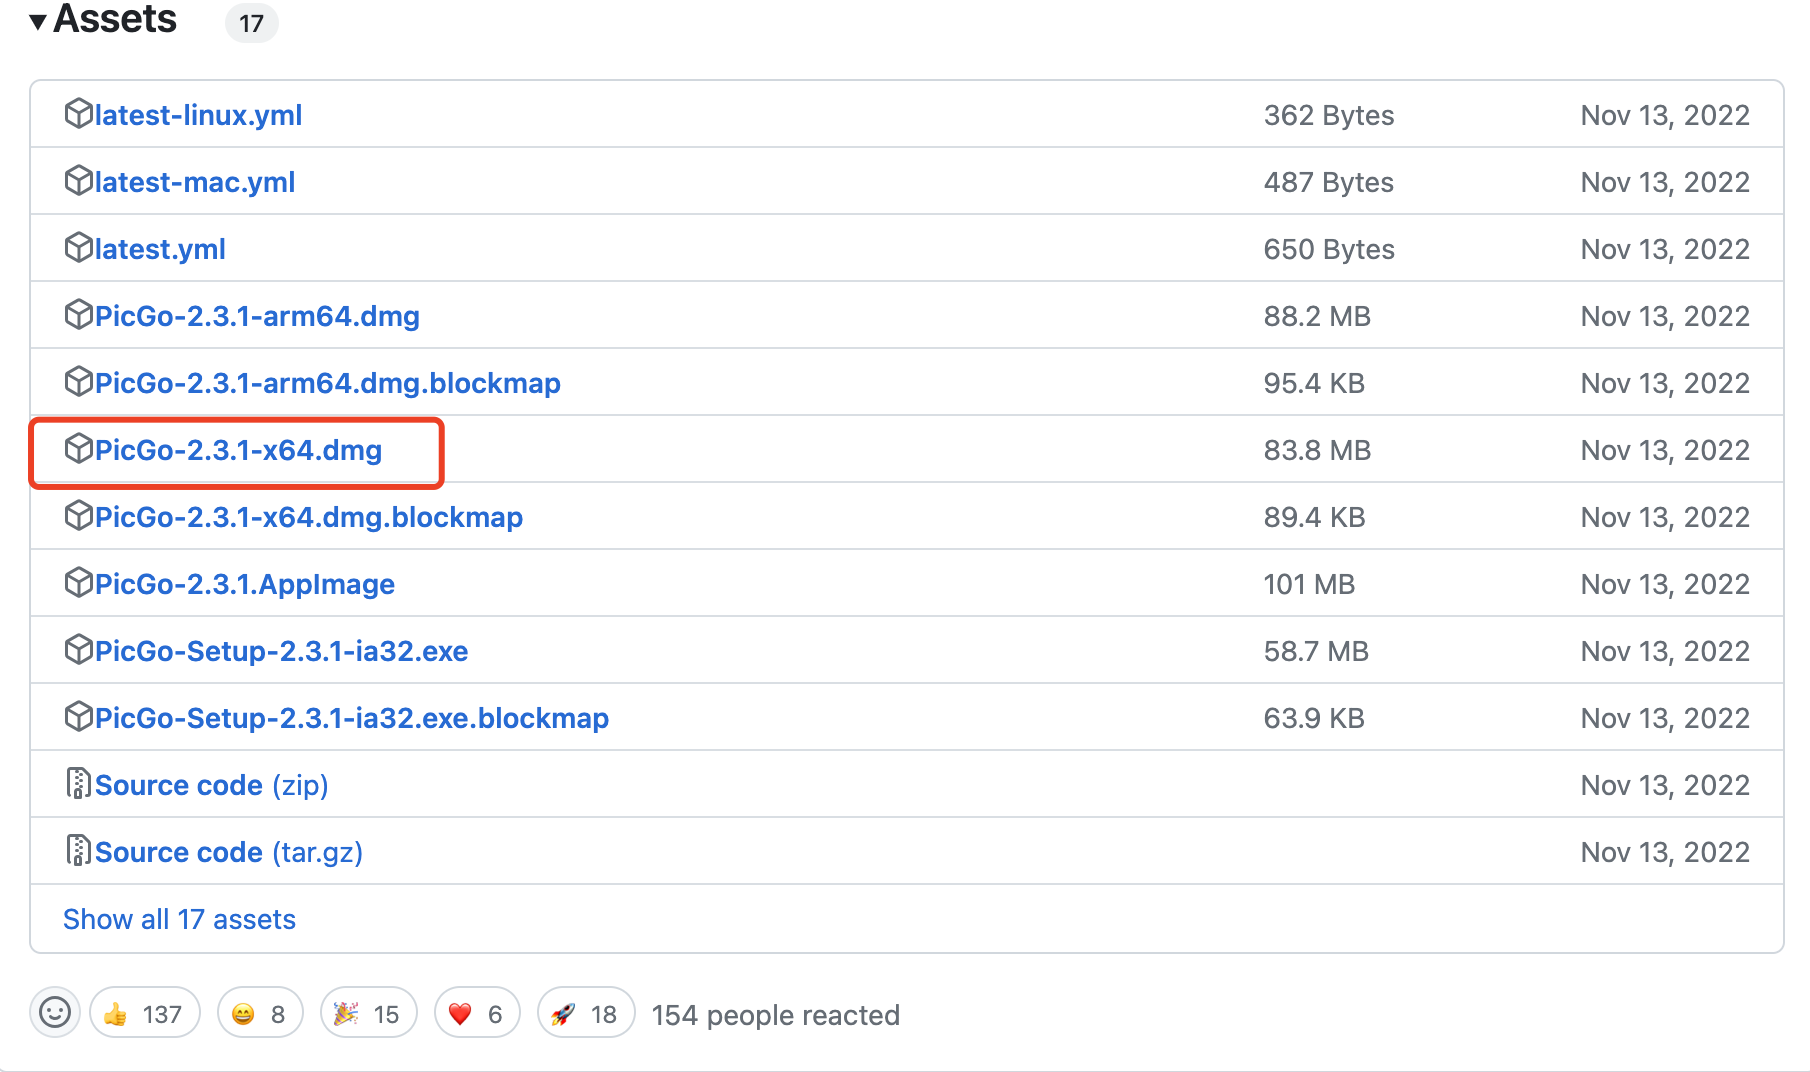 Assets 17
latest-linux.yml 362 Bytes Nov 13, 2022
latest-mac.yml 487 Bytes Nov 13, 2022
latest.yml 650 Bytes Nov 13, 2022
PicGo-2.3.1-arm64.dmg 88.2 MB Nov 13, 2022
PicGo-2.3.1-arm64.dmg.blockmap 95.4 KB Nov 13, 2022
PicGo-2.3.1-x64.dmg 83.8 MB Nov 13, 2022
PicGo-2.3.1-x64.dmg.blockmap 89.4 KB Nov 13, 2022
PicGo-2.3.1.AppImage 101 MB Nov 13, 2022
PicGo-Setup-2.3.1-ia32.exe 58.7 MB Nov 13, 2022
PicGo-Setup-2.3.1-ia32.exe.blockmap 63.9 KB Nov 13, 2022
Source code (zip) Nov 13, 2022
Source code (tar.gz) Nov 13, 2022
Show all 17 assets
👍 137 😄 8 🎉 15 ❤️ 6 🚀 18 154 people reacted